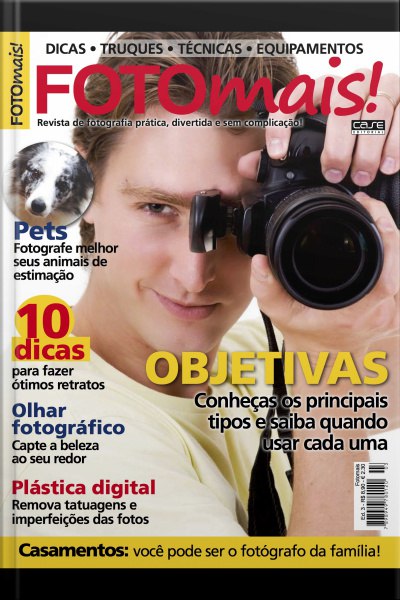 FOTOmais!
DICAS • TRUQUES • TÉCNICAS • EQUIPAMENTOS
FOTOmais!
Revista de fotografia prática, divertida e sem complicação!
CASE
EDITORIAL
Pets
Fotografe melhor
seus animais de
estimação
10
dicas
para fazer
ótimos retratos
OBJETIVAS
Conheças os principais
tipos e saiba quando
usar cada uma
Olhar
fotográfico
Capte a beleza
ao seu redor
Plástica digital
Remova tatuagens e
imperfeições das fotos
Casamentos: você pode ser o fotógrafo da família!
Fotomais